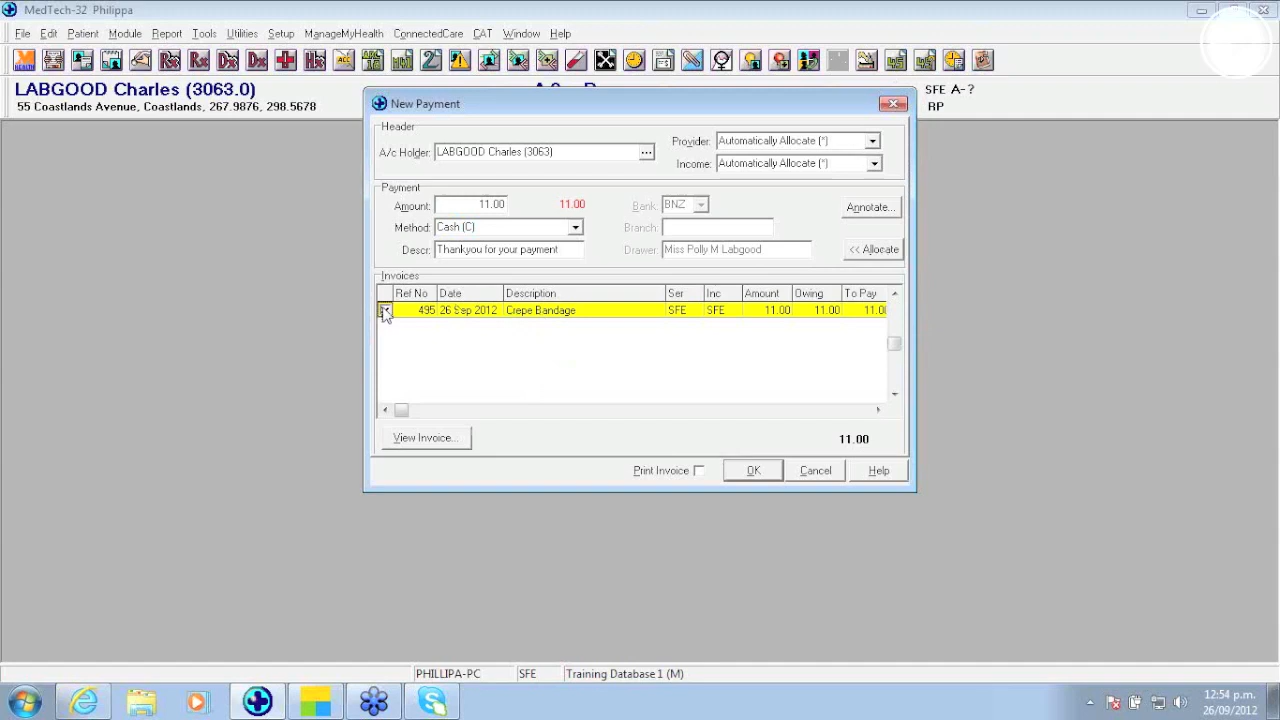 MedTech-32 Philippa
File Edit Patient Module Report Tools Utilities Setup ManageMyHealth ConnectedCare CAT Window Help
LABGOOD Charles (3063.0)
SFE A-?
55 Coastlands Avenue, Coastlands, 267.9876, 298.5678
RP
New Payment
Header
A/c Holder: LABGOOD Charles (3063)
Provider: Automatically Allocate (*)
Income: Automatically Allocate (*)
Payment
Amount: 11.00 11.00 Bank: BNZ Annotate...
Method: Cash (C) Branch:
Descr: Thankyou for your payment Drawer: Miss Polly M Labgood << Allocate
Invoices
Ref No Date Description Ser Inc Amount Owing To Pay
495 26 Sep 2012 Crepe Bandage SFE SFE 11.00 11.00 11.00
View Invoice... 11.00
Print Invoice OK Cancel Help
PHILLIPA-PC SFE Training Database 1 (M)
12:54 p.m.
26/09/2012